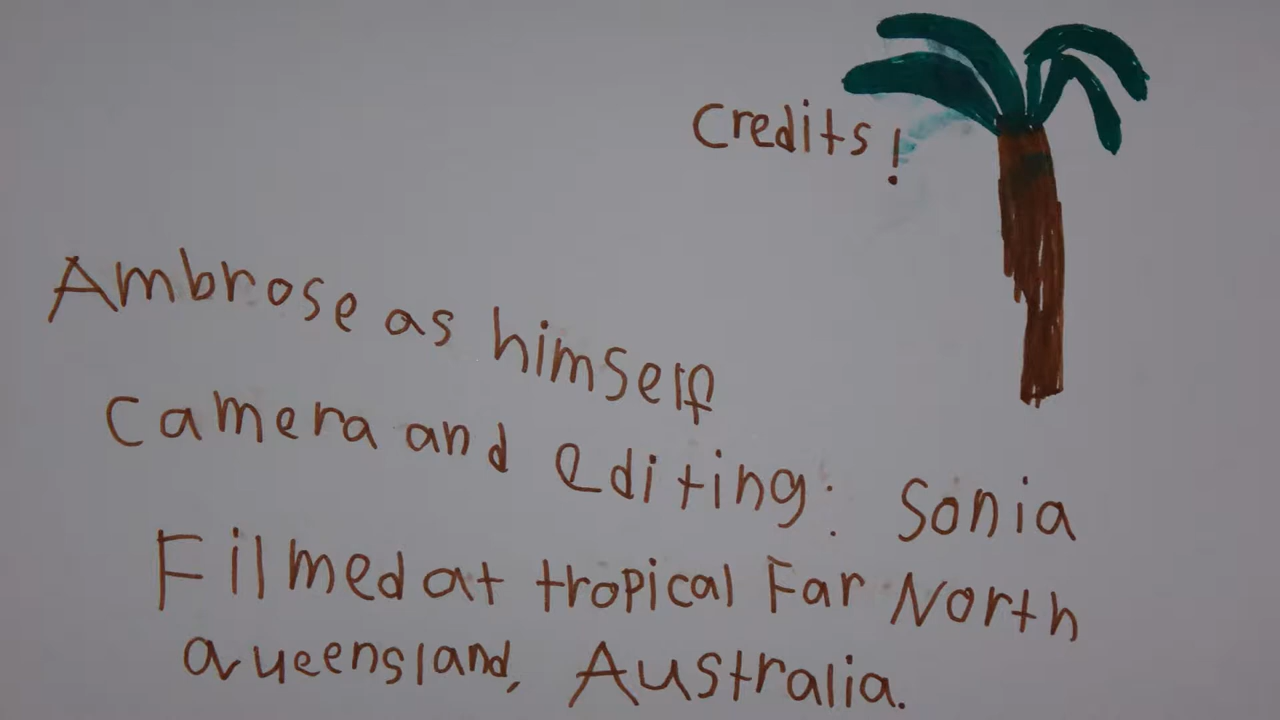 Credits!
Ambrose as himself
Camera and editing: Sonia
Filmed at tropical Far North
Queensland, Australia.